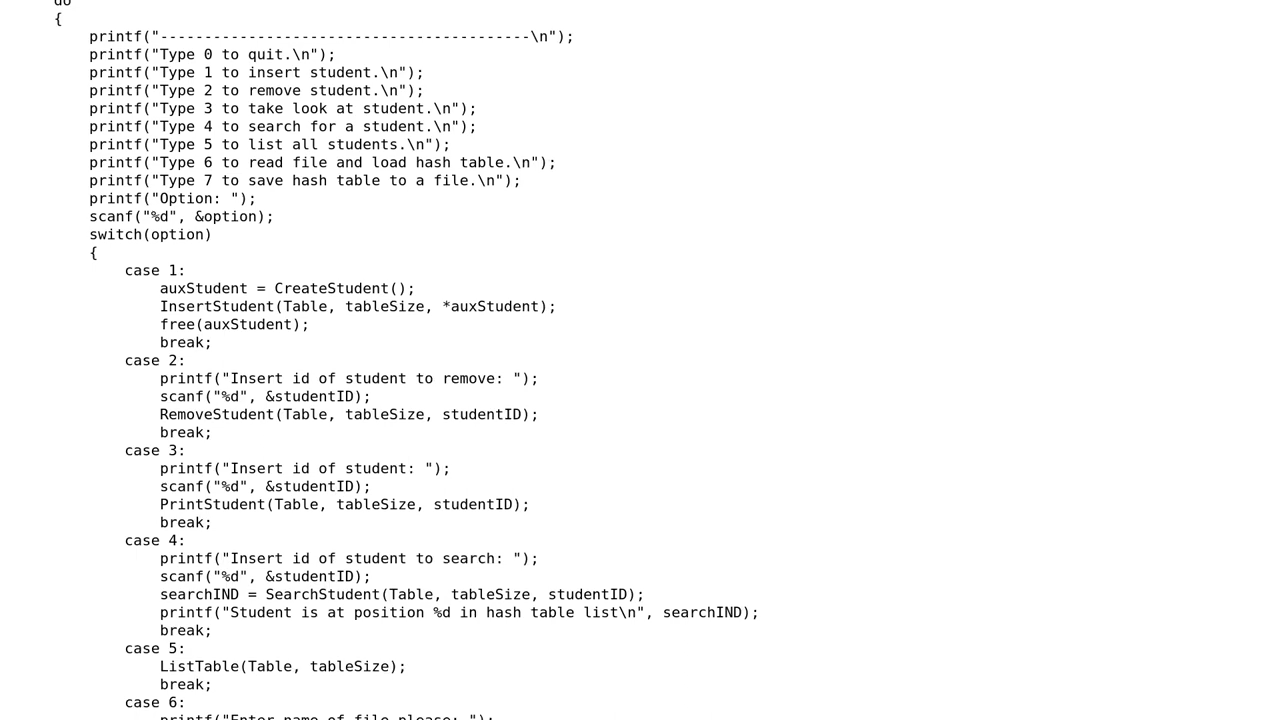 do
{
    printf("------------------------------------------\n");
    printf("Type 0 to quit.\n");
    printf("Type 1 to insert student.\n");
    printf("Type 2 to remove student.\n");
    printf("Type 3 to take look at student.\n");
    printf("Type 4 to search for a student.\n");
    printf("Type 5 to list all students.\n");
    printf("Type 6 to read file and load hash table.\n");
    printf("Type 7 to save hash table to a file.\n");
    printf("Option: ");
    scanf("%d", &option);
    switch(option)
    {
        case 1:
            auxStudent = CreateStudent();
            InsertStudent(Table, tableSize, *auxStudent);
            free(auxStudent);
            break;
        case 2:
            printf("Insert id of student to remove: ");
            scanf("%d", &studentID);
            RemoveStudent(Table, tableSize, studentID);
            break;
        case 3:
            printf("Insert id of student: ");
            scanf("%d", &studentID);
            PrintStudent(Table, tableSize, studentID);
            break;
        case 4:
            printf("Insert id of student to search: ");
            scanf("%d", &studentID);
            searchIND = SearchStudent(Table, tableSize, studentID);
            printf("Student is at position %d in hash table list\n", searchIND);
            break;
        case 5:
            ListTable(Table, tableSize);
            break;
        case 6:
            printf("Enter name of file please: ");